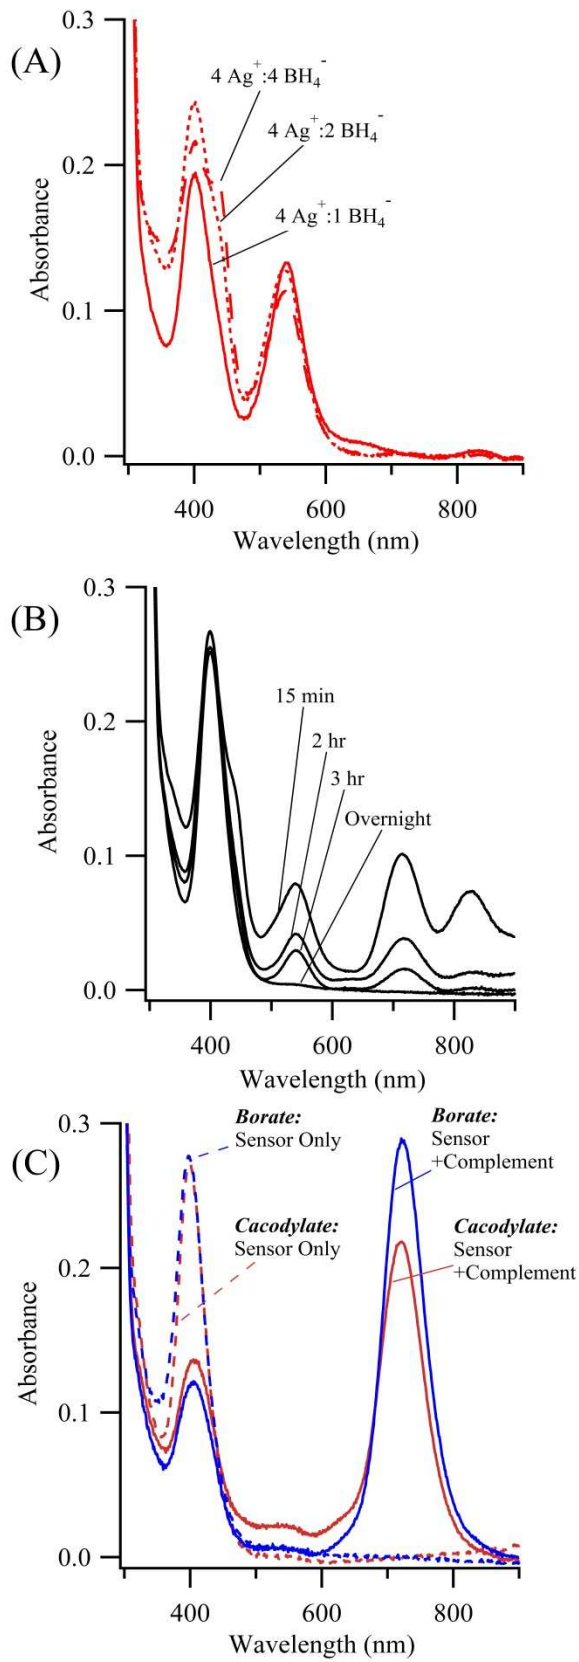 (A)
0.3
0.2
0.1
0.0
Absorbance
4 Ag⁺:4 BH₄⁻
4 Ag⁺:2 BH₄⁻
4 Ag⁺:1 BH₄⁻
400
600
800
Wavelength (nm)
(B)
0.3
0.2
0.1
0.0
Absorbance
15 min
2 hr
3 hr
Overnight
400
600
800
Wavelength (nm)
(C)
0.3
0.2
0.1
0.0
Absorbance
Borate:
Sensor Only
Cacodylate:
Sensor Only
Borate:
Sensor
+Complement
Cacodylate:
Sensor
+Complement
400
600
800
Wavelength (nm)